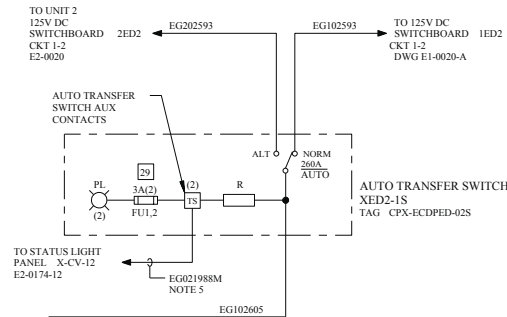 TO UNIT 2
125V DC
SWITCHBOARD 2ED2
CKT 1-2
E2-0020
EG202593
EG102593
TO 125V DC
SWITCHBOARD 1ED2
CKT 1-2
DWG E1-0020-A
AUTO TRANSFER
SWITCH AUX
CONTACTS
ALT
NORM
260A
AUTO
29
PL
3A(2)
(2)
R
TS
(2)
FU1,2
AUTO TRANSFER SWITCH
XED2-1S
TAG CPX-ECDPED-02S
TO STATUS LIGHT
PANEL X-CV-12
E2-0174-12
EG021988M
NOTE 5
EG102605